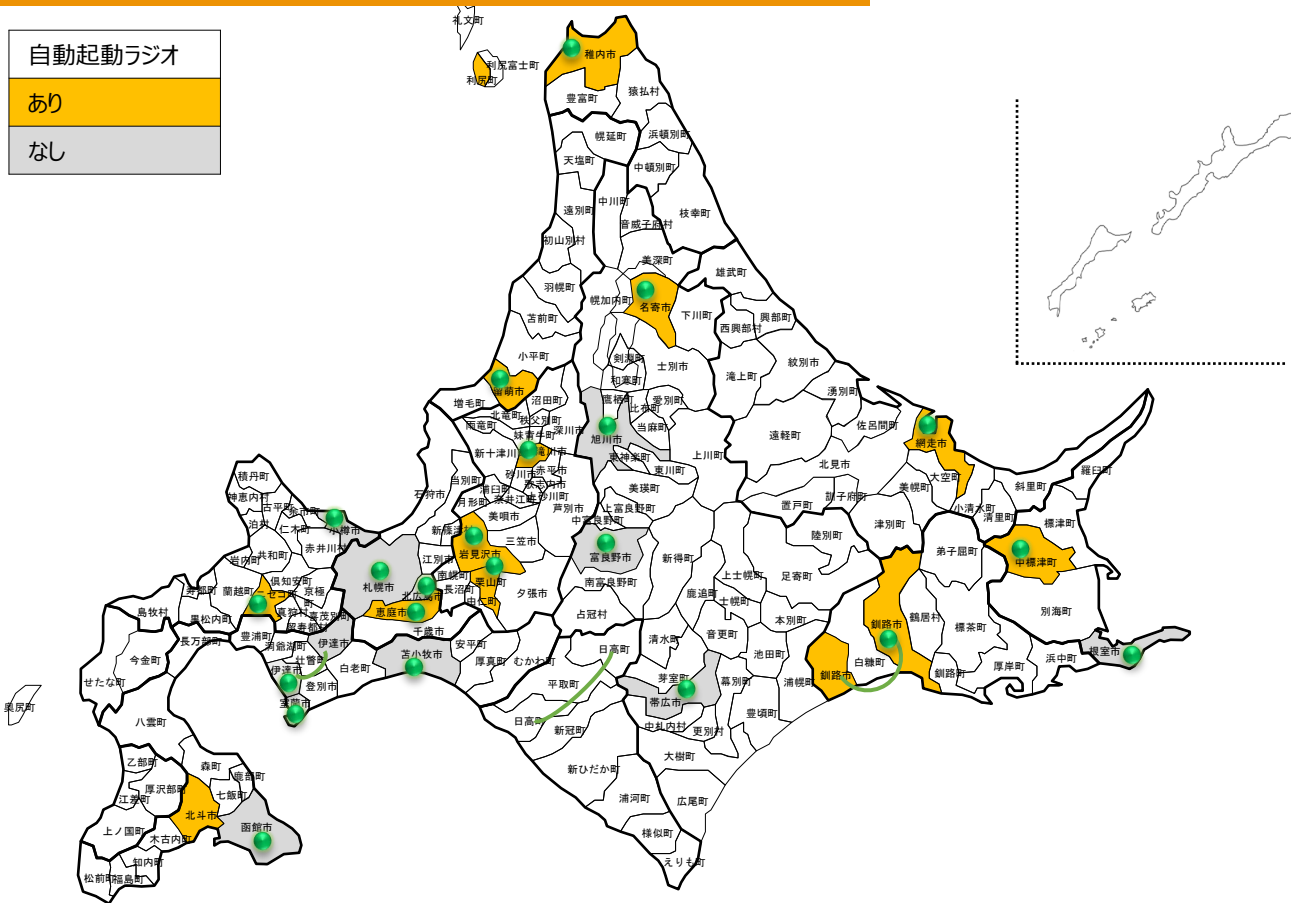 自動起動ラジオ
あり
なし
礼文町
利尻富士町
利尻町
稚内市
豊富町
猿払村
幌延町
浜頓別町
天塩町
中頓別町
中川町
遠別町
枝幸町
音威子府村
初山別村
美深町
雄武町
羽幌町
幌加内町
名寄市
下川町
興部町
苫前町
西興部村
小平町
剣淵町
士別市
紋別市
和寒町
滝上町
湧別町
留萌市
増毛町
沼田町
鷹栖町
愛別町
比布町
北竜町
秩父別町
雨竜町
深川市
当麻町
佐呂間町
妹背牛町
旭川市
遠軽町
網走市
新十津川町
滝川市
東神楽町
上川町
北見市
大空町
羅臼町
積丹町
当別町
砂川市
赤平市
東川町
斜里町
神恵内村
石狩市
浦臼町
歌志内市
美瑛町
美幌町
小清水町
古平町
余市町
月形町
奈井江町
上砂川町
芦別市
上富良野町
置戸町
訓子府町
清里町
泊村
仁木町
小樽市
美唄市
中富良野町
津別町
標津町
新篠津村
陸別町
赤井川村
三笠市
岩内町
共和町
江別市
岩見沢市
富良野市
新得町
弟子屈町
中標津町
倶知安町
札幌市
南幌町
栗山町
上士幌町
足寄町
寿都町
蘭越町
ニセコ町
京極町
北広島市
長沼町
夕張市
南富良野町
鹿追町
士幌町
島牧村
黒松内町
真狩村
喜茂別町
恵庭市
由仁町
占冠村
本別町
鶴居村
別海町
留寿都村
千歳市
標茶町
長万部町
豊浦町
洞爺湖町
伊達市
安平町
清水町
音更町
今金町
壮瞥町
苫小牧市
日高町
池田町
白糠町
根室市
せたな町
伊達市
白老町
厚真町
むかわ町
芽室町
釧路市
釧路町
厚岸町
浜中町
登別市
平取町
幕別町
浦幌町
釧路市
室蘭市
帯広市
奥尻町
八雲町
日高町
新冠町
中札内村
更別村
豊頃町
乙部町
森町
鹿部町
新ひだか町
大樹町
厚沢部町
七飯町
江差町
北斗市
浦河町
広尾町
上ノ国町
函館市
木古内町
様似町
知内町
えりも町
松前町
福島町